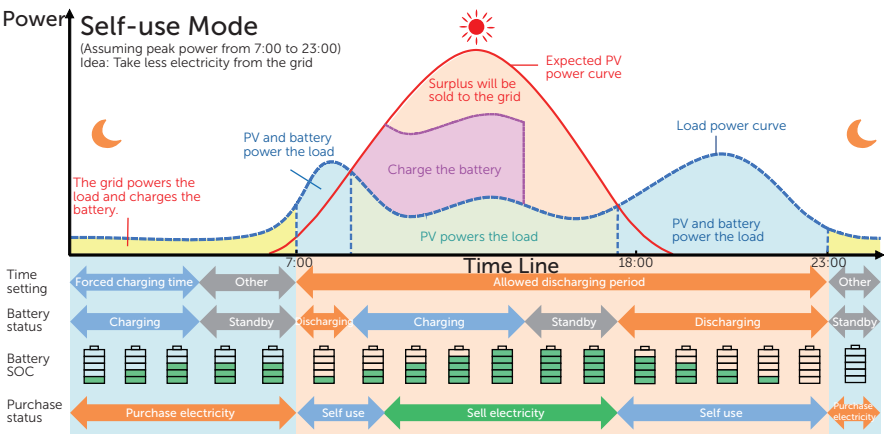 Power
Self-use Mode
(Assuming peak power from 7:00 to 23:00)
Idea: Take less electricity from the grid
Expected PV
power curve
Surplus will be
sold to the grid
Load power curve
PV and battery
power the load
Charge the battery
The grid powers the
load and charges the
battery.
PV powers the load
PV and battery
power the load
7:00
Time Line
18:00
23:00
Time
setting
Forced charging time
Other
Allowed discharging period
Other
Battery
status
Charging
Standby
Discharging
Charging
Standby
Discharging
Standby
Battery
SOC
Purchase
status
Purchase electricity
Self use
Sell electricity
Self use
Purchase
electricity